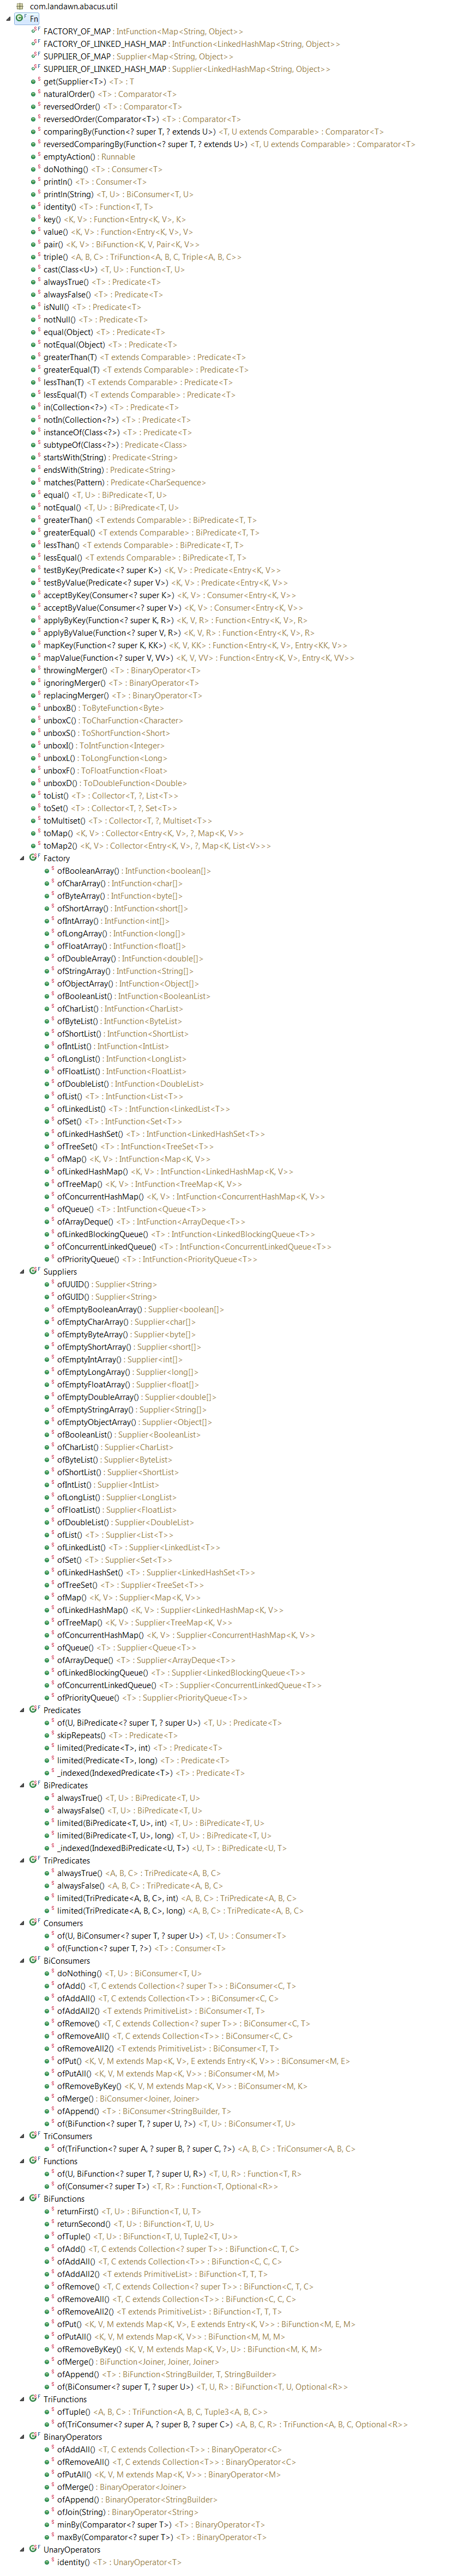 com.landawn.abacus.util
Fn
FACTORY_OF_MAP : IntFunction<Map<String, Object>>
FACTORY_OF_LINKED_HASH_MAP : IntFunction<LinkedHashMap<String, Object>>
SUPPLIER_OF_MAP : Supplier<Map<String, Object>>
SUPPLIER_OF_LINKED_HASH_MAP : Supplier<LinkedHashMap<String, Object>>
get(Supplier<T>) <T> : T
naturalOrder() <T> : Comparator<T>
reversedOrder() <T> : Comparator<T>
reversedOrder(Comparator<T>) <T> : Comparator<T>
comparingBy(Function<? super T, ? extends U>) <T, U extends Comparable> : Comparator<T>
reversedComparingBy(Function<? super T, ? extends U>) <T, U extends Comparable> : Comparator<T>
emptyAction() : Runnable
doNothing() <T> : Consumer<T>
println() <T> : Consumer<T>
println(String) <T, U> : BiConsumer<T, U>
identity() <T> : Function<T, T>
key() <K, V> : Function<Entry<K, V>, K>
value() <K, V> : Function<Entry<K, V>, V>
pair() <K, V> : BiFunction<K, V, Pair<K, V>>
triple() <A, B, C> : TriFunction<A, B, C, Triple<A, B, C>>
cast(Class<U>) <T, U> : Function<T, U>
alwaysTrue() <T> : Predicate<T>
alwaysFalse() <T> : Predicate<T>
isNull() <T> : Predicate<T>
notNull() <T> : Predicate<T>
equal(Object) <T> : Predicate<T>
notEqual(Object) <T> : Predicate<T>
greaterThan(T) <T extends Comparable> : Predicate<T>
greaterEqual(T) <T extends Comparable> : Predicate<T>
lessThan(T) <T extends Comparable> : Predicate<T>
lessEqual(T) <T extends Comparable> : Predicate<T>
in(Collection<?>) <T> : Predicate<T>
notIn(Collection<?>) <T> : Predicate<T>
instanceOf(Class<?>) <T> : Predicate<T>
subtypeOf(Class<?>) : Predicate<Class>
startsWith(String) : Predicate<String>
endsWith(String) : Predicate<String>
matches(Pattern) : Predicate<CharSequence>
equal() <T, U> : BiPredicate<T, U>
notEqual() <T, U> : BiPredicate<T, U>
greaterThan() <T extends Comparable> : BiPredicate<T, T>
greaterEqual() <T extends Comparable> : BiPredicate<T, T>
lessThan() <T extends Comparable> : BiPredicate<T, T>
lessEqual() <T extends Comparable> : BiPredicate<T, T>
testByKey(Predicate<? super K>) <K, V> : Predicate<Entry<K, V>>
testByValue(Predicate<? super V>) <K, V> : Predicate<Entry<K, V>>
acceptByKey(Consumer<? super K>) <K, V> : Consumer<Entry<K, V>>
acceptByValue(Consumer<? super V>) <K, V> : Consumer<Entry<K, V>>
applyByKey(Function<? super K, R>) <K, V, R> : Function<Entry<K, V>, R>
applyByValue(Function<? super V, R>) <K, V, R> : Function<Entry<K, V>, R>
mapKey(Function<? super K, KK>) <K, V, KK> : Function<Entry<K, V>, Entry<KK, V>>
mapValue(Function<? super V, VV>) <K, V, VV> : Function<Entry<K, V>, Entry<K, VV>>
throwingMerger() <T> : BinaryOperator<T>
ignoringMerger() <T> : BinaryOperator<T>
replacingMerger() <T> : BinaryOperator<T>
unboxB() : ToByteFunction<Byte>
unboxC() : ToCharFunction<Character>
unboxS() : ToShortFunction<Short>
unboxI() : ToIntFunction<Integer>
unboxL() : ToLongFunction<Long>
unboxF() : ToFloatFunction<Float>
unboxD() : ToDoubleFunction<Double>
toList() <T> : Collector<T, ?, List<T>>
toSet() <T> : Collector<T, ?, Set<T>>
toMultiset() <T> : Collector<T, ?, Multiset<T>>
toMap() <K, V> : Collector<Entry<K, V>, ?, Map<K, V>>
toMap2() <K, V> : Collector<Entry<K, V>, ?, Map<K, List<V>>>
Factory
ofBooleanArray() : IntFunction<boolean[]>
ofCharArray() : IntFunction<char[]>
ofByteArray() : IntFunction<byte[]>
ofShortArray() : IntFunction<short[]>
ofIntArray() : IntFunction<int[]>
ofLongArray() : IntFunction<long[]>
ofFloatArray() : IntFunction<float[]>
ofDoubleArray() : IntFunction<double[]>
ofStringArray() : IntFunction<String[]>
ofObjectArray() : IntFunction<Object[]>
ofBooleanList() : IntFunction<BooleanList>
ofCharList() : IntFunction<CharList>
ofByteList() : IntFunction<ByteList>
ofShortList() : IntFunction<ShortList>
ofIntList() : IntFunction<IntList>
ofLongList() : IntFunction<LongList>
ofFloatList() : IntFunction<FloatList>
ofDoubleList() : IntFunction<DoubleList>
ofList() <T> : IntFunction<List<T>>
ofLinkedList() <T> : IntFunction<LinkedList<T>>
ofSet() <T> : IntFunction<Set<T>>
ofLinkedHashSet() <T> : IntFunction<LinkedHashSet<T>>
ofTreeSet() <T> : IntFunction<TreeSet<T>>
ofMap() <K, V> : IntFunction<Map<K, V>>
ofLinkedHashMap() <K, V> : IntFunction<LinkedHashMap<K, V>>
ofTreeMap() <K, V> : IntFunction<TreeMap<K, V>>
ofConcurrentHashMap() <K, V> : IntFunction<ConcurrentHashMap<K, V>>
ofQueue() <T> : IntFunction<Queue<T>>
ofArrayDeque() <T> : IntFunction<ArrayDeque<T>>
ofLinkedBlockingQueue() <T> : IntFunction<LinkedBlockingQueue<T>>
ofConcurrentLinkedQueue() <T> : IntFunction<ConcurrentLinkedQueue<T>>
ofPriorityQueue() <T> : IntFunction<PriorityQueue<T>>
Suppliers
ofUUID() : Supplier<String>
ofGUID() : Supplier<String>
ofEmptyBooleanArray() : Supplier<boolean[]>
ofEmptyCharArray() : Supplier<char[]>
ofEmptyByteArray() : Supplier<byte[]>
ofEmptyShortArray() : Supplier<short[]>
ofEmptyIntArray() : Supplier<int[]>
ofEmptyLongArray() : Supplier<long[]>
ofEmptyFloatArray() : Supplier<float[]>
ofEmptyDoubleArray() : Supplier<double[]>
ofEmptyStringArray() : Supplier<String[]>
ofEmptyObjectArray() : Supplier<Object[]>
ofBooleanList() : Supplier<BooleanList>
ofCharList() : Supplier<CharList>
ofByteList() : Supplier<ByteList>
ofShortList() : Supplier<ShortList>
ofIntList() : Supplier<IntList>
ofLongList() : Supplier<LongList>
ofFloatList() : Supplier<FloatList>
ofDoubleList() : Supplier<DoubleList>
ofList() <T> : Supplier<List<T>>
ofLinkedList() <T> : Supplier<LinkedList<T>>
ofSet() <T> : Supplier<Set<T>>
ofLinkedHashSet() <T> : Supplier<LinkedHashSet<T>>
ofTreeSet() <T> : Supplier<TreeSet<T>>
ofMap() <K, V> : Supplier<Map<K, V>>
ofLinkedHashMap() <K, V> : Supplier<LinkedHashMap<K, V>>
ofTreeMap() <K, V> : Supplier<TreeMap<K, V>>
ofConcurrentHashMap() <K, V> : Supplier<ConcurrentHashMap<K, V>>
ofQueue() <T> : Supplier<Queue<T>>
ofArrayDeque() <T> : Supplier<ArrayDeque<T>>
ofLinkedBlockingQueue() <T> : Supplier<LinkedBlockingQueue<T>>
ofConcurrentLinkedQueue() <T> : Supplier<ConcurrentLinkedQueue<T>>
ofPriorityQueue() <T> : Supplier<PriorityQueue<T>>
Predicates
of(U, BiPredicate<? super T, ? super U>) <T, U> : Predicate<T>
skipRepeats() <T> : Predicate<T>
limited(Predicate<T>, int) <T> : Predicate<T>
limited(Predicate<T>, long) <T> : Predicate<T>
_indexed(IndexedPredicate<T>) <T> : Predicate<T>
BiPredicates
alwaysTrue() <T, U> : BiPredicate<T, U>
alwaysFalse() <T, U> : BiPredicate<T, U>
limited(BiPredicate<T, U>, int) <T, U> : BiPredicate<T, U>
limited(BiPredicate<T, U>, long) <T, U> : BiPredicate<T, U>
_indexed(IndexedBiPredicate<U, T>) <U, T> : BiPredicate<U, T>
TriPredicates
alwaysTrue() <A, B, C> : TriPredicate<A, B, C>
alwaysFalse() <A, B, C> : TriPredicate<A, B, C>
limited(TriPredicate<A, B, C>, int) <A, B, C> : TriPredicate<A, B, C>
limited(TriPredicate<A, B, C>, long) <A, B, C> : TriPredicate<A, B, C>
Consumers
of(U, BiConsumer<? super T, ? super U>) <T, U> : Consumer<T>
of(Function<? super T, ?>) <T> : Consumer<T>
BiConsumers
doNothing() <T, U> : BiConsumer<T, U>
ofAdd() <T, C extends Collection<? super T>> : BiConsumer<C, T>
ofAddAll() <T, C extends Collection<T>> : BiConsumer<C, C>
ofAddAll2() <T extends PrimitiveList> : BiConsumer<T, T>
ofRemove() <T, C extends Collection<? super T>> : BiConsumer<C, T>
ofRemoveAll() <T, C extends Collection<T>> : BiConsumer<C, C>
ofRemoveAll2() <T extends PrimitiveList> : BiConsumer<T, T>
ofPut() <K, V, M extends Map<K, V>, E extends Entry<K, V>> : BiConsumer<M, E>
ofPutAll() <K, V, M extends Map<K, V>> : BiConsumer<M, M>
ofRemoveByKey() <K, V, M extends Map<K, V>> : BiConsumer<M, K>
ofMerge() : BiConsumer<Joiner, Joiner>
ofAppend() <T> : BiConsumer<StringBuilder, T>
of(BiFunction<? super T, ? super U, ?>) <T, U> : BiConsumer<T, U>
TriConsumers
of(TriFunction<? super A, ? super B, ? super C, ?>) <A, B, C> : TriConsumer<A, B, C>
Functions
of(U, BiFunction<? super T, ? super U, R>) <T, U, R> : Function<T, R>
of(Consumer<? super T>) <T, R> : Function<T, Optional<R>>
BiFunctions
returnFirst() <T, U> : BiFunction<T, U, T>
returnSecond() <T, U> : BiFunction<T, U, U>
ofTuple() <T, U> : BiFunction<T, U, Tuple2<T, U>>
ofAdd() <T, C extends Collection<? super T>> : BiFunction<C, T, C>
ofAddAll() <T, C extends Collection<T>> : BiFunction<C, C, C>
ofAddAll2() <T extends PrimitiveList> : BiFunction<T, T, T>
ofRemove() <T, C extends Collection<? super T>> : BiFunction<C, T, C>
ofRemoveAll() <T, C extends Collection<T>> : BiFunction<C, C, C>
ofRemoveAll2() <T extends PrimitiveList> : BiFunction<T, T, T>
ofPut() <K, V, M extends Map<K, V>, E extends Entry<K, V>> : BiFunction<M, E, M>
ofPutAll() <K, V, M extends Map<K, V>> : BiFunction<M, M, M>
ofRemoveByKey() <K, V, M extends Map<K, V>, U> : BiFunction<M, K, M>
ofMerge() : BiFunction<Joiner, Joiner, Joiner>
ofAppend() <T> : BiFunction<StringBuilder, T, StringBuilder>
of(BiConsumer<? super T, ? super U>) <T, U, R> : BiFunction<T, U, Optional<R>>
TriFunctions
ofTuple() <A, B, C> : TriFunction<A, B, C, Tuple3<A, B, C>>
of(TriConsumer<? super A, ? super B, ? super C>) <A, B, C, R> : TriFunction<A, B, C, Optional<R>>
BinaryOperators
ofAddAll() <T, C extends Collection<T>> : BinaryOperator<C>
ofRemoveAll() <T, C extends Collection<T>> : BinaryOperator<C>
ofPutAll() <K, V, M extends Map<K, V>> : BinaryOperator<M>
ofMerge() : BinaryOperator<Joiner>
ofAppend() : BinaryOperator<StringBuilder>
ofJoin(String) : BinaryOperator<String>
minBy(Comparator<? super T>) <T> : BinaryOperator<T>
maxBy(Comparator<? super T>) <T> : BinaryOperator<T>
UnaryOperators
identity() <T> : UnaryOperator<T>